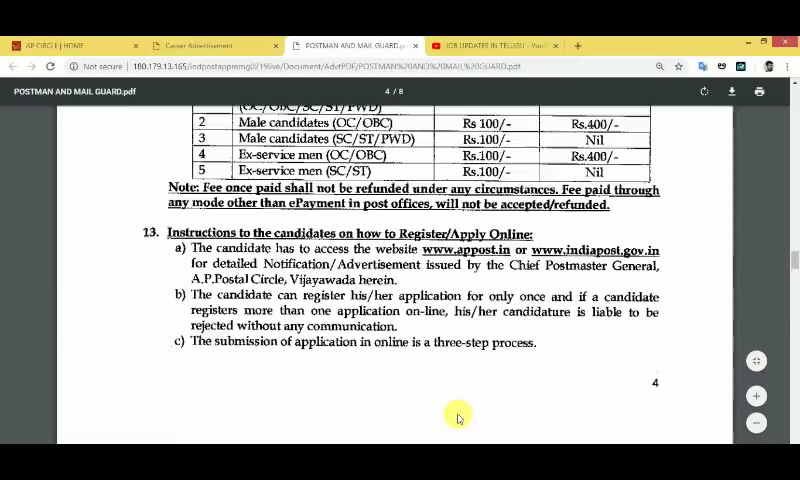 AP CIRCLE | HOME
Career Advertisement
POSTMAN AND MAIL GUARD.pd
JOB UPDATES IN TELUGU - YouT
Not secure | 180.179.13.165/indpostappmmg0219live/Document/AdvtPDF/POSTMAN%20AND%20MAIL%20GUARD.pdf
POSTMAN AND MAIL GUARD.pdf
4 / 8
(OC/OBC/SC/ST/PWD)
2 Male candidates (OC/OBC) Rs 100/- Rs.400/-
3 Male candidates (SC/ST/PWD) Rs.100/- Nil
4 Ex-service men (OC/OBC) Rs.100/- Rs.400/-
5 Ex-service men (SC/ST) Rs.100/- Nil
Note: Fee once paid shall not be refunded under any circumstances. Fee paid through
any mode other than ePayment in post offices, will not be accepted/refunded.
13. Instructions to the candidates on how to Register/Apply Online:
a) The candidate has to access the website www.appost.in or www.indiapost.gov.in
for detailed Notification/Advertisement issued by the Chief Postmaster General,
A.P.Postal Circle, Vijayawada herein.
b) The candidate can register his/her application for only once and if a candidate
registers more than one application on-line, his/her candidature is liable to be
rejected without any communication.
c) The submission of application in online is a three-step process.
4